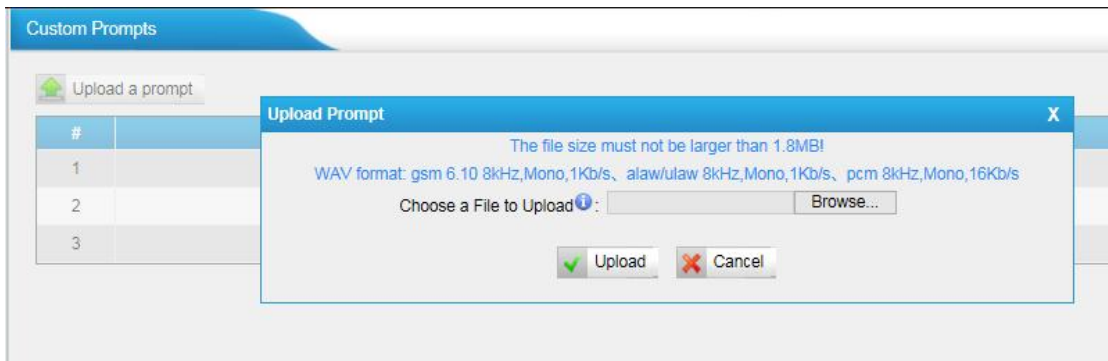 Custom Prompts
Upload a prompt
Upload Prompt
X
The file size must not be larger than 1.8MB!
#
WAV format: gsm 6.10 8kHz,Mono,1Kb/s、alaw/ulaw 8kHz,Mono,1Kb/s、pcm 8kHz,Mono,16Kb/s
1
Choose a File to Upload i : Browse...
2
3
Upload Cancel